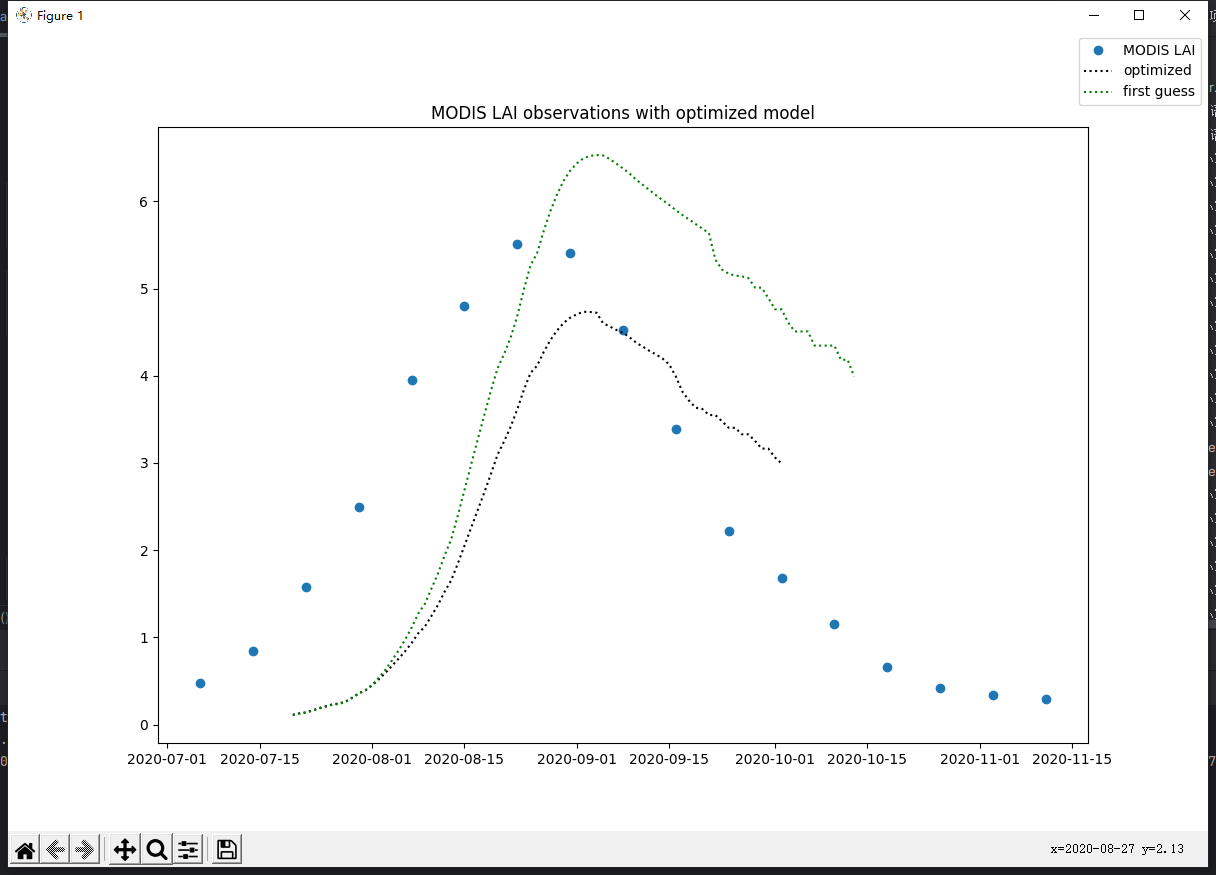 Figure 1
MODIS LAI
optimized
first guess
MODIS LAI observations with optimized model
6
5
4
3
2
1
0
2020-07-01 2020-07-15 2020-08-01 2020-08-15 2020-09-01 2020-09-15 2020-10-01 2020-10-15 2020-11-01 2020-11-15
x=2020-08-27 y=2.13